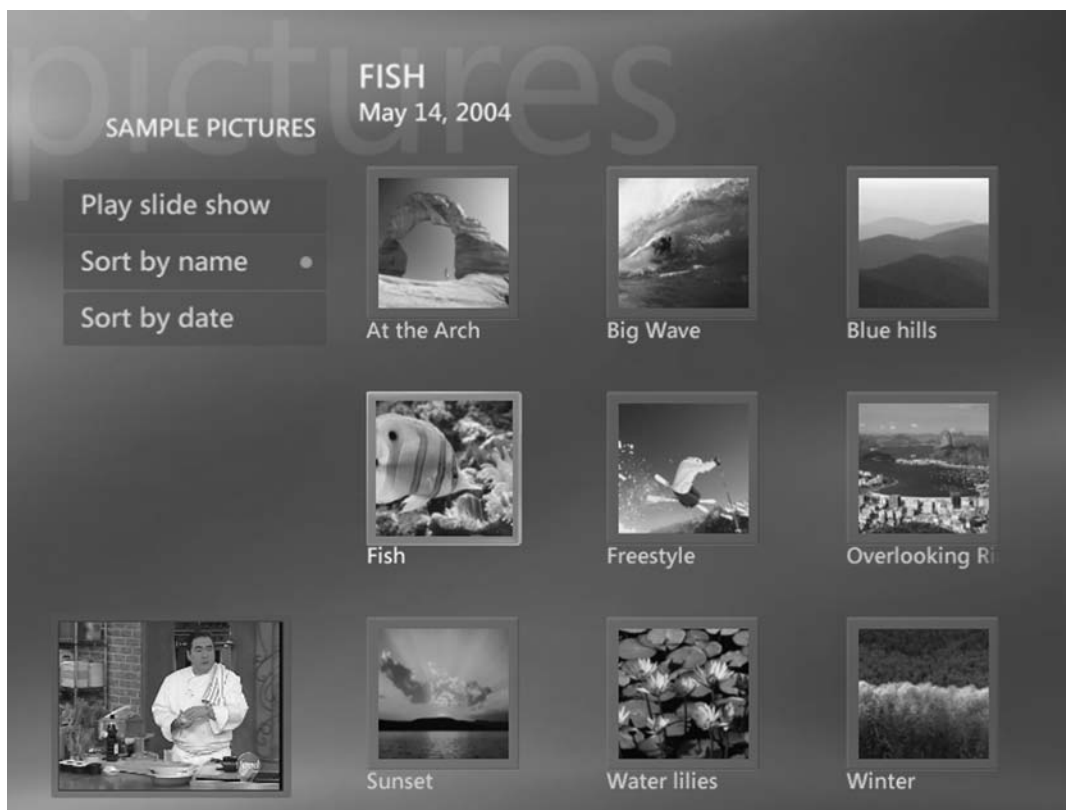 pictures
FISH
May 14, 2004
SAMPLE PICTURES
Play slide show
Sort by name
Sort by date
At the Arch
Big Wave
Blue hills
Fish
Freestyle
Overlooking
Sunset
Water lilies
Winter